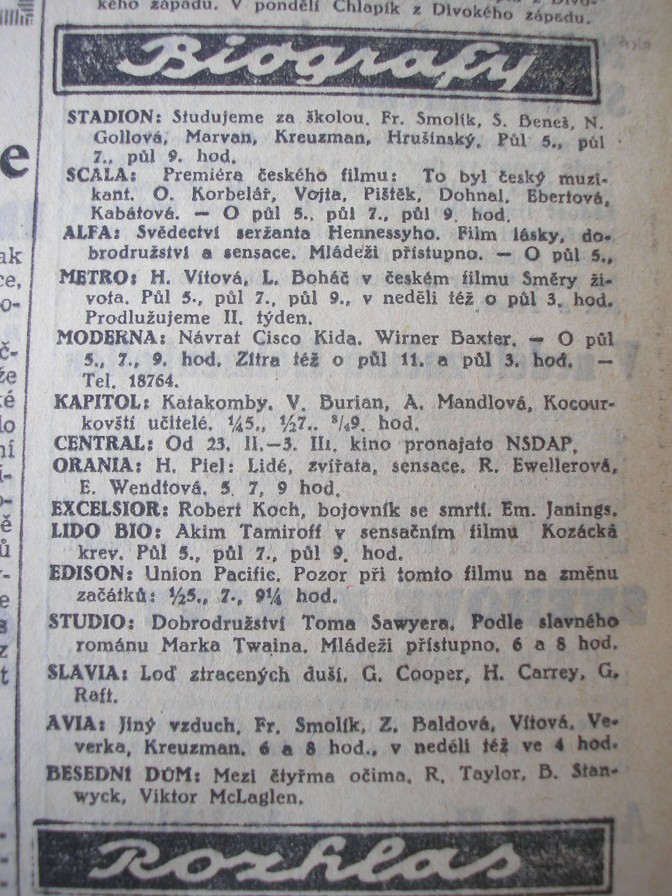 kého západu. V pondělí Chlapík z Divokého západu.
Biografy
STADION: Studujeme za školou. Fr. Smolík, S. Beneš, N.
Gollová, Marvan, Kreuzman, Hrušínský. Půl 5., půl
7., půl 9. hod.
SCALA: Premiéra českého filmu: To byl český muzi-
kant. O. Korbelář, Vojta, Pištěk, Dohnal, Ebertová,
Kabátová. — O půl 5., půl 7., půl 9. hod.
ALFA: Svědectví seržanta Hennessyho. Film lásky, do-
brodružství a sensace. Mládeži přístupno. — O půl 5.,
METRO: H. Vítová, L. Boháč v českém filmu Směry ži-
vota. Půl 5., půl 7., půl 9., v neděli též o půl 3. hod.
Prodlužujeme II. týden.
MODERNA: Návrat Cisco Kida. Wirner Baxter. — O půl
5., 7., 9. hod. Zítra též o půl 11. a půl 3. hod. —
Tel. 18764.
KAPITOL: Katakomby. V. Burian, A. Mandlová, Kocour-
kovští učitelé. ¼5., ½7.. ¾9. hod.
CENTRAL: Od 23. II.—3. III. kino pronajato NSDAP.
ORANIA: H. Piel: Lidé, zvířata, sensace. R. Ewellerová,
E. Wendtová. 5. 7, 9 hod.
EXCELSIOR: Robert Koch, bojovník se smrtí. Em. Janings.
LIDO BIO: Akim Tamiroff v sensačním filmu Kozácká
krev. Půl 5., půl 7., půl 9. hod.
EDISON: Union Pacific. Pozor při tomto filmu na změnu
začátků: ½5., 7., 9¼ hod.
STUDIO: Dobrodružství Toma Sawyera. Podle slavného
románu Marka Twaina. Mládeži přístupno. 6 a 8 hod.
SLAVIA: Loď ztracených duší. G. Cooper, H. Carrey, G.
Raft.
AVIA: Jiný vzduch. Fr. Smolík, Z. Baldová, Vítová, Ve-
verka, Kreuzman. 6 a 8 hod., v neděli též ve 4 hod.
BESEDNÍ DŮM: Mezi čtyřma očima. R. Taylor, B. Stan-
wyck, Viktor McLaglen.
Rozhlas